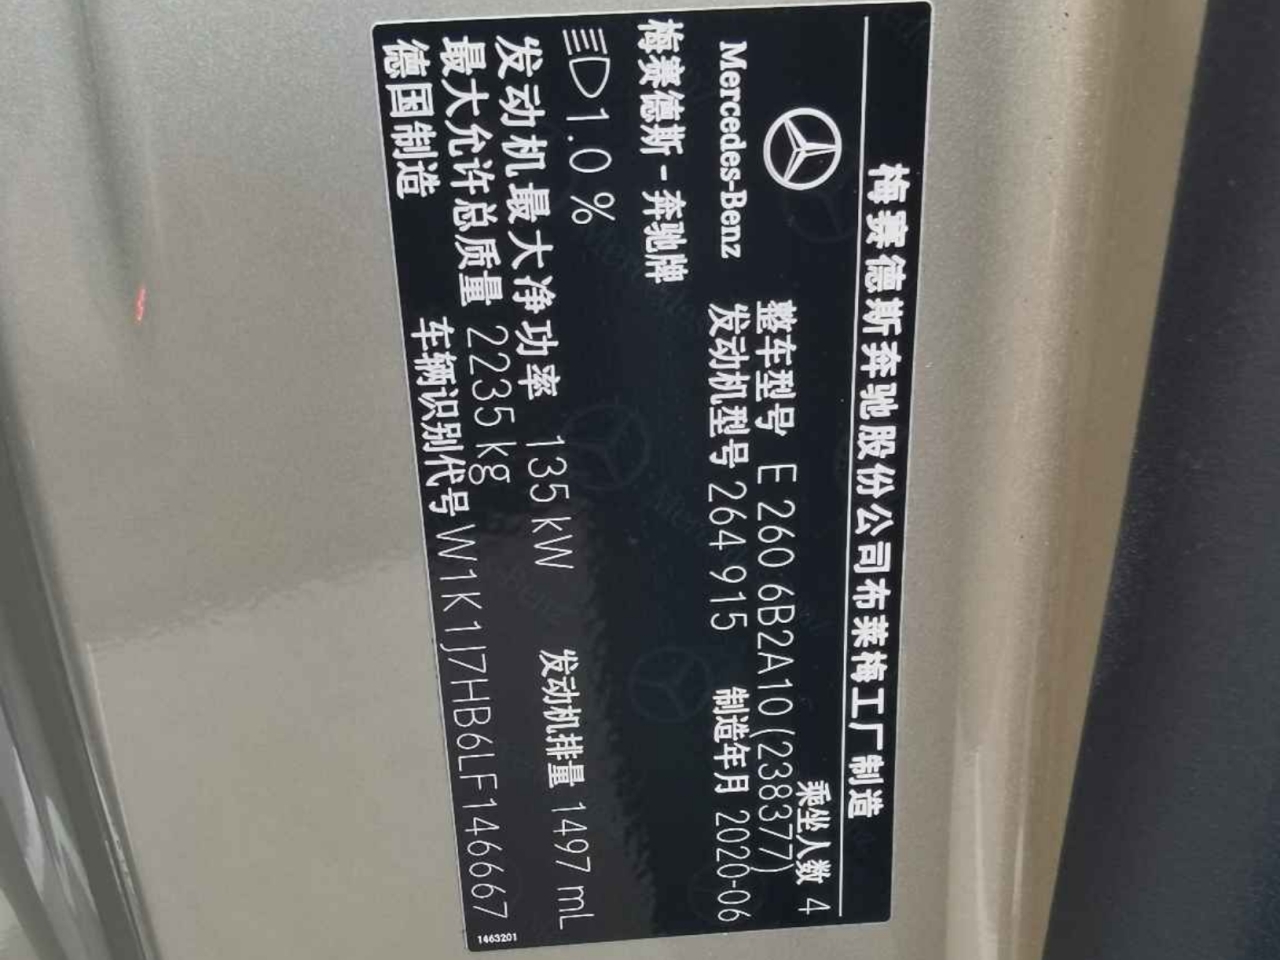 梅赛德斯奔驰股份公司布莱梅工厂制造
乘坐人数 4
Mercedes-Benz
整车型号 E 260 6B2A10 (238377)
发动机型号 264 915
制造年月 2020-06
梅赛德斯-奔驰牌
1.0 %
发动机最大净功率 135 kW
发动机排量 1497 mL
最大允许总质量 2235 kg
德国制造
车辆识别代号 W1K1J7HB6LF146667
1463201